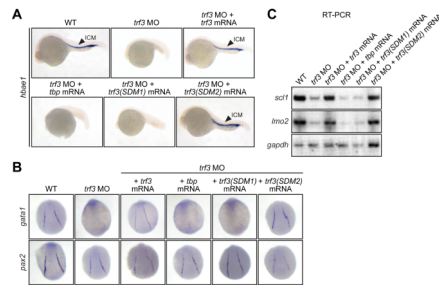 A
WT
trf3 MO
trf3 MO +
trf3 mRNA
ICM
ICM
hbae1
trf3 MO +
tbp mRNA
trf3 MO +
trf3(SDM1) mRNA
trf3 MO +
trf3(SDM2) mRNA
ICM
B
trf3 MO
WT
trf3 MO
+ trf3
mRNA
+ tbp
mRNA
+ trf3(SDM1)
mRNA
+ trf3(SDM2)
mRNA
gata1
pax2
C
RT-PCR
WT
trf3 MO
trf3 MO + trf3 mRNA
trf3 MO + tbp mRNA
trf3 MO + trf3(SDM1) mRNA
trf3 MO + trf3(SDM2) mRNA
scl1
lmo2
gapdh